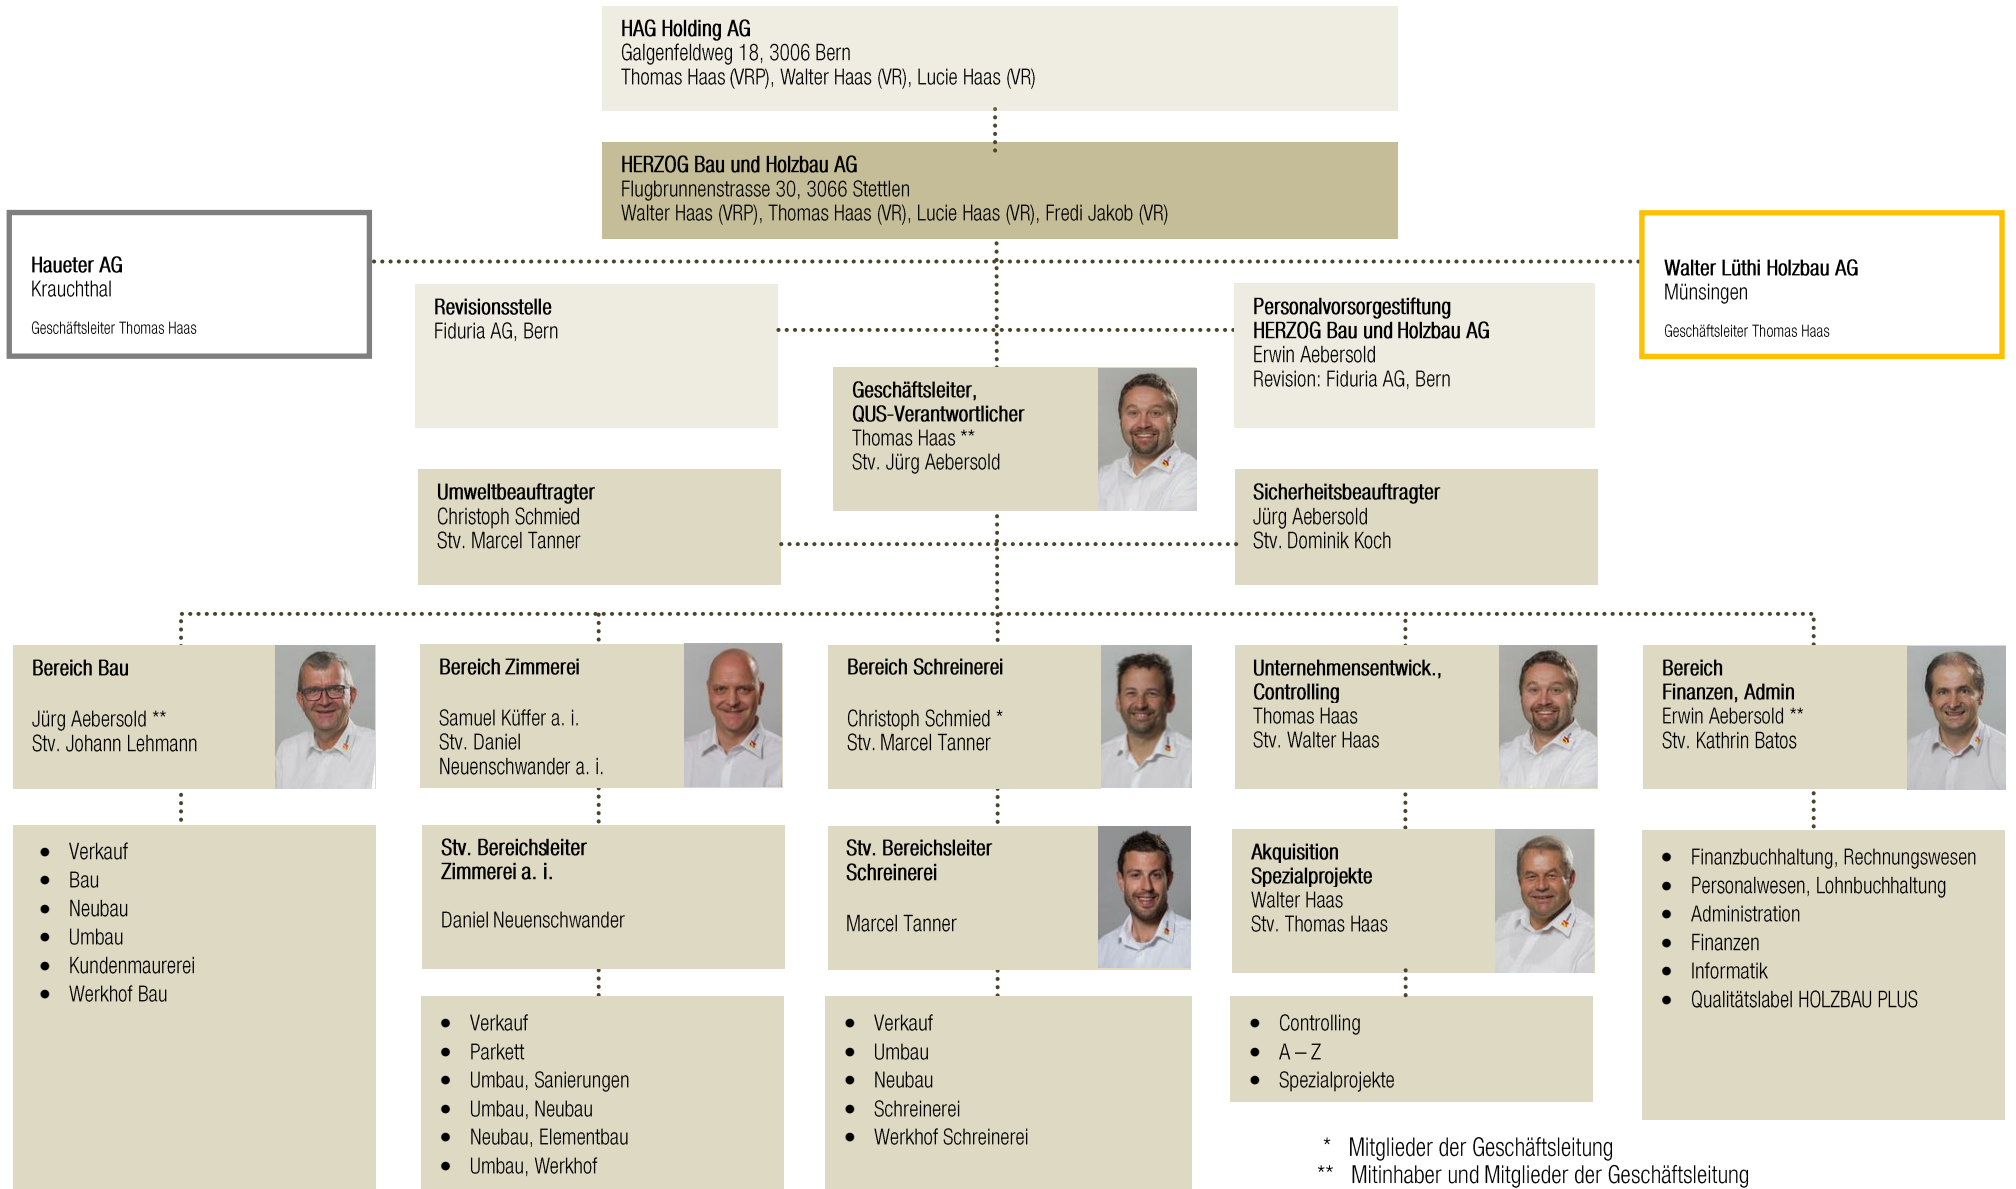 HAG Holding AG
Galgenfeldweg 18, 3006 Bern
Thomas Haas (VRP), Walter Haas (VR), Lucie Haas (VR)
HERZOG Bau und Holzbau AG
Flugbrunnenstrasse 30, 3066 Stettlen
Walter Haas (VRP), Thomas Haas (VR), Lucie Haas (VR), Fredi Jakob (VR)
Haueter AG
Krauchthal
Geschäftsleiter Thomas Haas
Walter Lüthi Holzbau AG
Münsingen
Geschäftsleiter Thomas Haas
Revisionsstelle
Fiduria AG, Bern
Personalvorsorgestiftung
HERZOG Bau und Holzbau AG
Erwin Aebersold
Revision: Fiduria AG, Bern
Geschäftsleiter,
QUS-Verantwortlicher
Thomas Haas **
Stv. Jürg Aebersold
Umweltbeauftragter
Christoph Schmied
Stv. Marcel Tanner
Sicherheitsbeauftragter
Jürg Aebersold
Stv. Dominik Koch
Bereich Bau
Jürg Aebersold **
Stv. Johann Lehmann
Bereich Zimmerei
Samuel Küffer a. i.
Stv. Daniel
Neuenschwander a. i.
Bereich Schreinerei
Christoph Schmied *
Stv. Marcel Tanner
Unternehmensentwick.,
Controlling
Thomas Haas
Stv. Walter Haas
Bereich
Finanzen, Admin
Erwin Aebersold **
Stv. Kathrin Batos
• Verkauf
• Bau
• Neubau
• Umbau
• Kundenmaurerei
• Werkhof Bau
Stv. Bereichsleiter
Zimmerei a. i.
Daniel Neuenschwander
Stv. Bereichsleiter
Schreinerei
Marcel Tanner
Akquisition
Spezialprojekte
Walter Haas
Stv. Thomas Haas
• Finanzbuchhaltung, Rechnungswesen
• Personalwesen, Lohnbuchhaltung
• Administration
• Finanzen
• Informatik
• Qualitätslabel HOLZBAU PLUS
• Verkauf
• Parkett
• Umbau, Sanierungen
• Umbau, Neubau
• Neubau, Elementbau
• Umbau, Werkhof
• Verkauf
• Umbau
• Neubau
• Schreinerei
• Werkhof Schreinerei
• Controlling
• A – Z
• Spezialprojekte
* Mitglieder der Geschäftsleitung
** Mitinhaber und Mitglieder der Geschäftsleitung